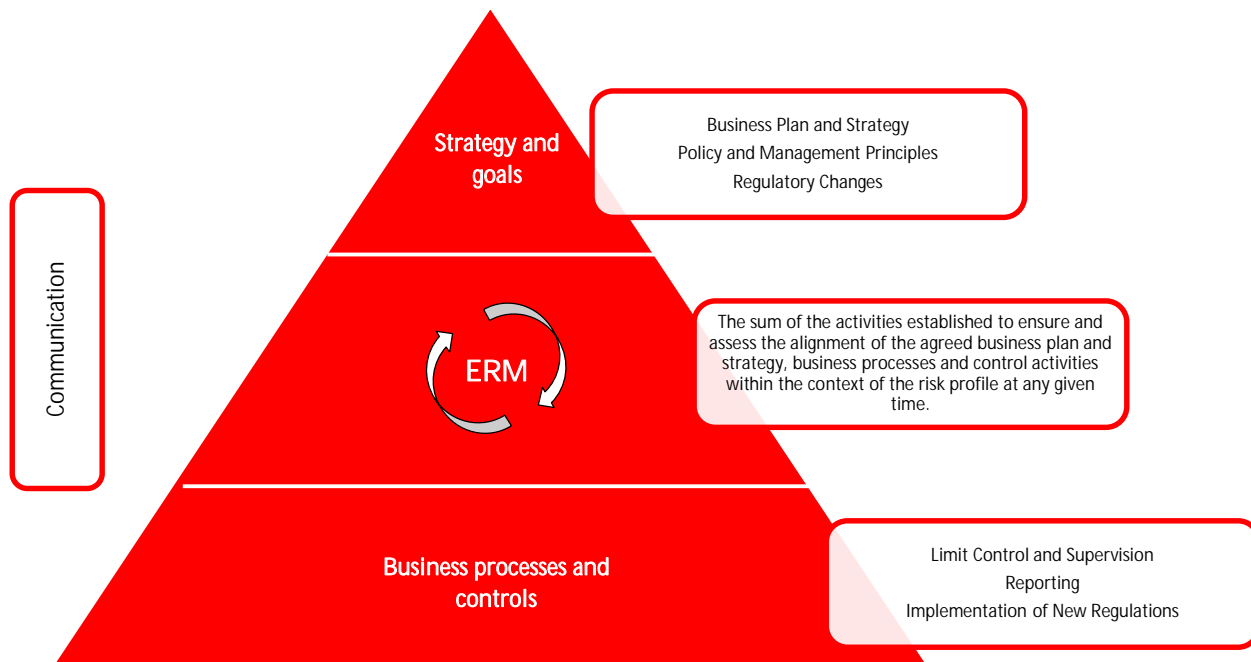 Strategy and
goals
Business Plan and Strategy
Policy and Management Principles
Regulatory Changes
Communication
ERM
The sum of the activities established to ensure and
assess the alignment of the agreed business plan and
strategy, business processes and control activities
within the context of the risk profile at any given
time.
Business processes and
controls
Limit Control and Supervision
Reporting
Implementation of New Regulations